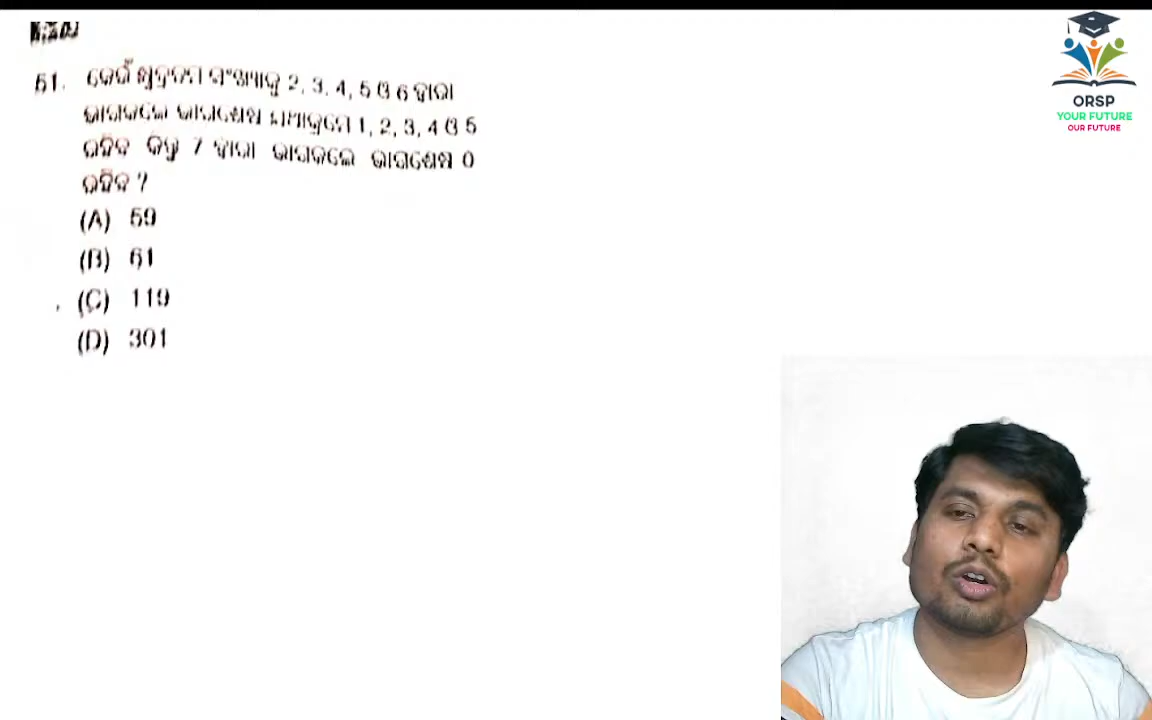 51. କେଉଁ କ୍ଷୁଦ୍ରତମ ସଂଖ୍ୟାକୁ 2, 3, 4, 5 ଓ 6 ଦ୍ୱାରା
ଭାଗକଲେ ଭାଗଶେଷ ଯଥାକ୍ରମେ 1, 2, 3, 4 ଓ 5
ରହିବ କିନ୍ତୁ 7 ଦ୍ୱାରା ଭାଗକଲେ ଭାଗଶେଷ 0
ରହିବ ?
(A) 59
(B) 61
(C) 119
(D) 301
ORSP
YOUR FUTURE
OUR FUTURE